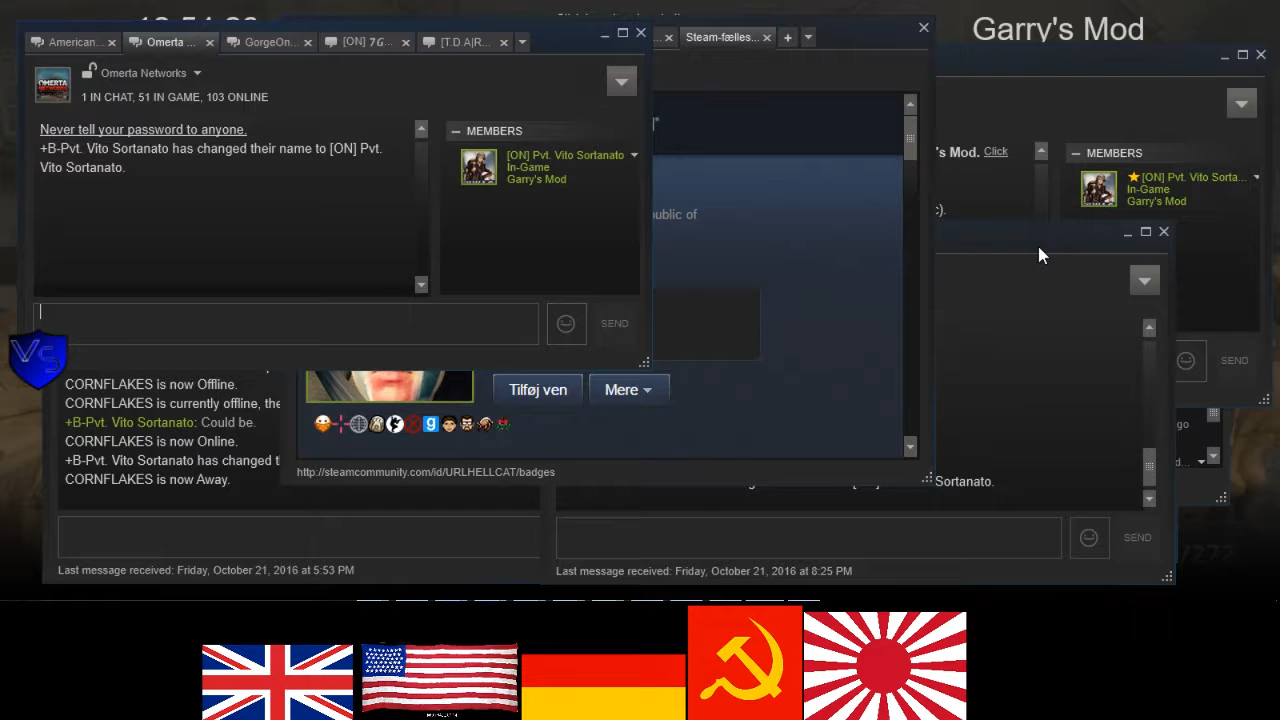 Garry's Mod
American...
Omerta ...
GorgeOn...
[ON] 7G...
[T.D A|R...
Steam-fælles...
Omerta Networks
1 IN CHAT, 51 IN GAME, 103 ONLINE
Never tell your password to anyone.
+B-Pvt. Vito Sortanato has changed their name to [ON] Pvt.
Vito Sortanato.
MEMBERS
[ON] Pvt. Vito Sortanato
In-Game
Garry's Mod
SEND
public of
's Mod. Click
MEMBERS
[ON] Pvt. Vito Sorta...
In-Game
Garry's Mod
c).
SEND
VS
CORNFLAKES is now Offline.
CORNFLAKES is currently offline, the
+B-Pvt. Vito Sortanato: Could be.
CORNFLAKES is now Online.
+B-Pvt. Vito Sortanato has changed t
CORNFLAKES is now Away.
Tilføj ven
Mere
http://steamcommunity.com/id/URLHELLCAT/badges
Sortanato.
SEND
Last message received: Friday, October 21, 2016 at 5:53 PM
Last message received: Friday, October 21, 2016 at 8:25 PM